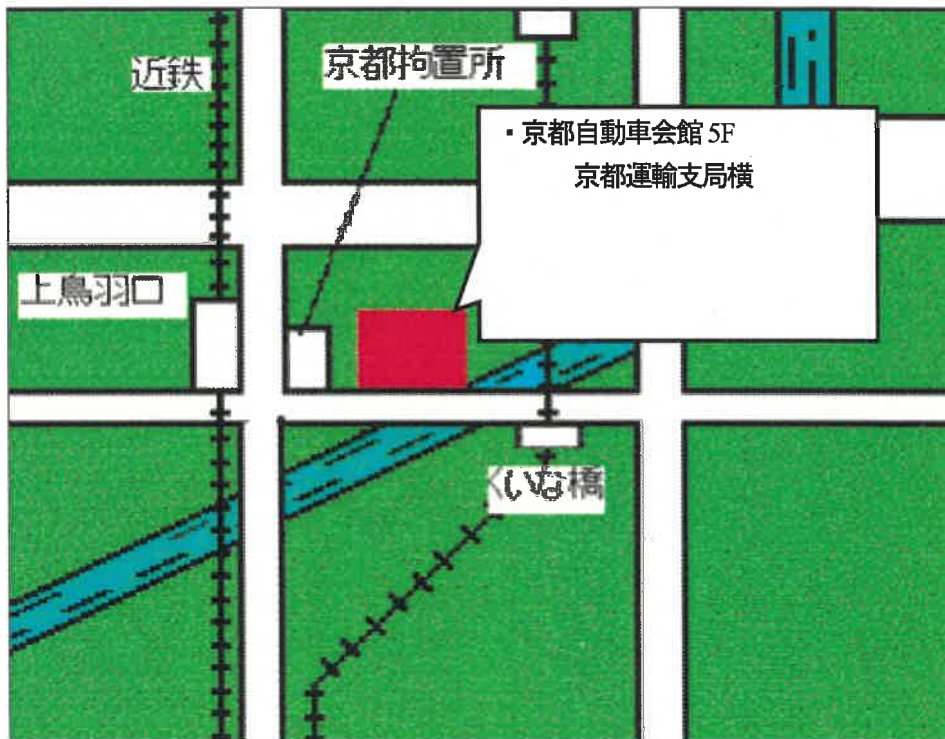 近鉄
京都拘置所
・京都自動車会館 5F
京都運輸支局横
上鳥羽口
くいな橋